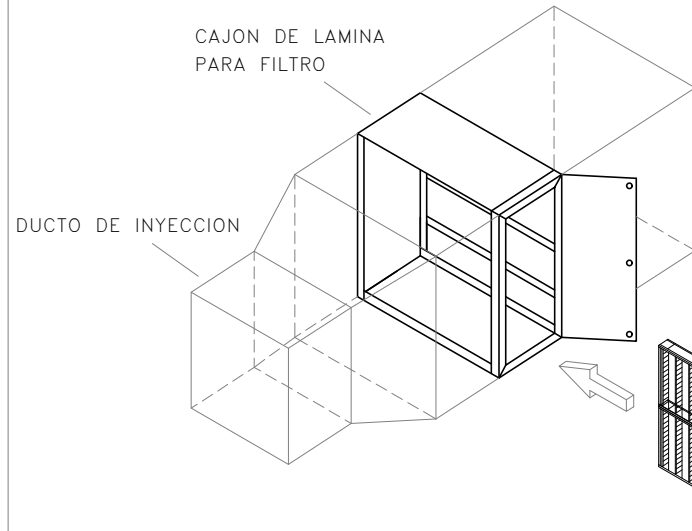 CAJON DE LAMINA
PARA FILTRO
DUCTO DE INYECCION